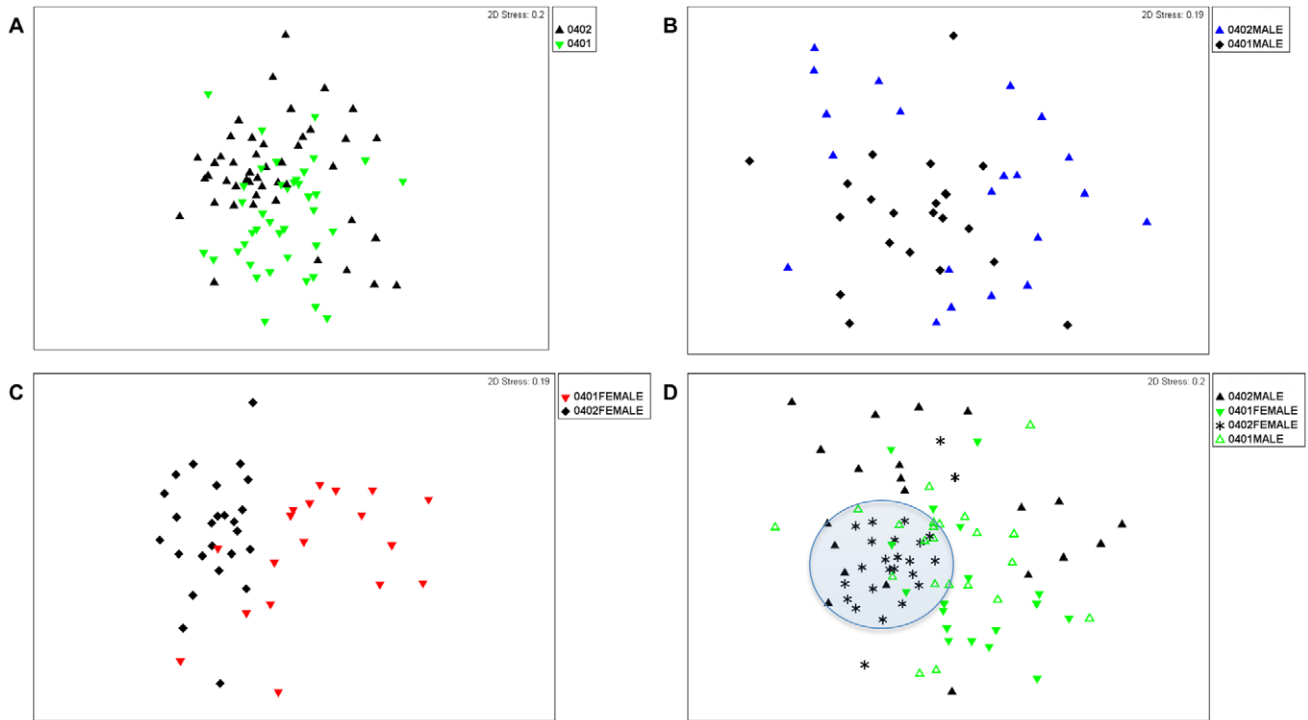 A
2D Stress: 0.2
0402
0401
B
2D Stress: 0.19
0402MALE
0401MALE
C
2D Stress: 0.19
0401FEMALE
0402FEMALE
D
2D Stress: 0.2
0402MALE
0401FEMALE
0402FEMALE
0401MALE